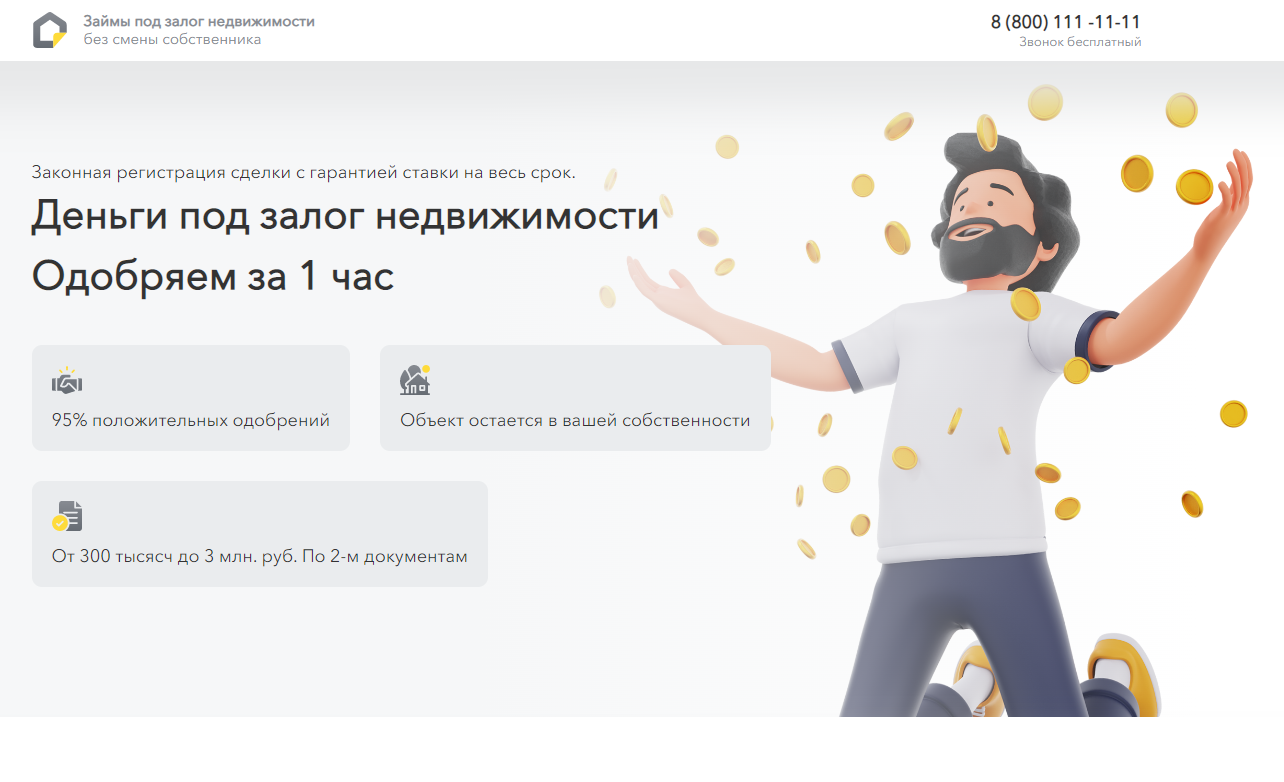 Займы под залог недвижимости
без смены собственника
8 (800) 111 -11-11
Звонок бесплатный
Законная регистрация сделки с гарантией ставки на весь срок.
Деньги под залог недвижимости
Одобряем за 1 час
95% положительных одобрений
Объект остается в вашей собственности
От 300 тысясч до 3 млн. руб. По 2-м документам